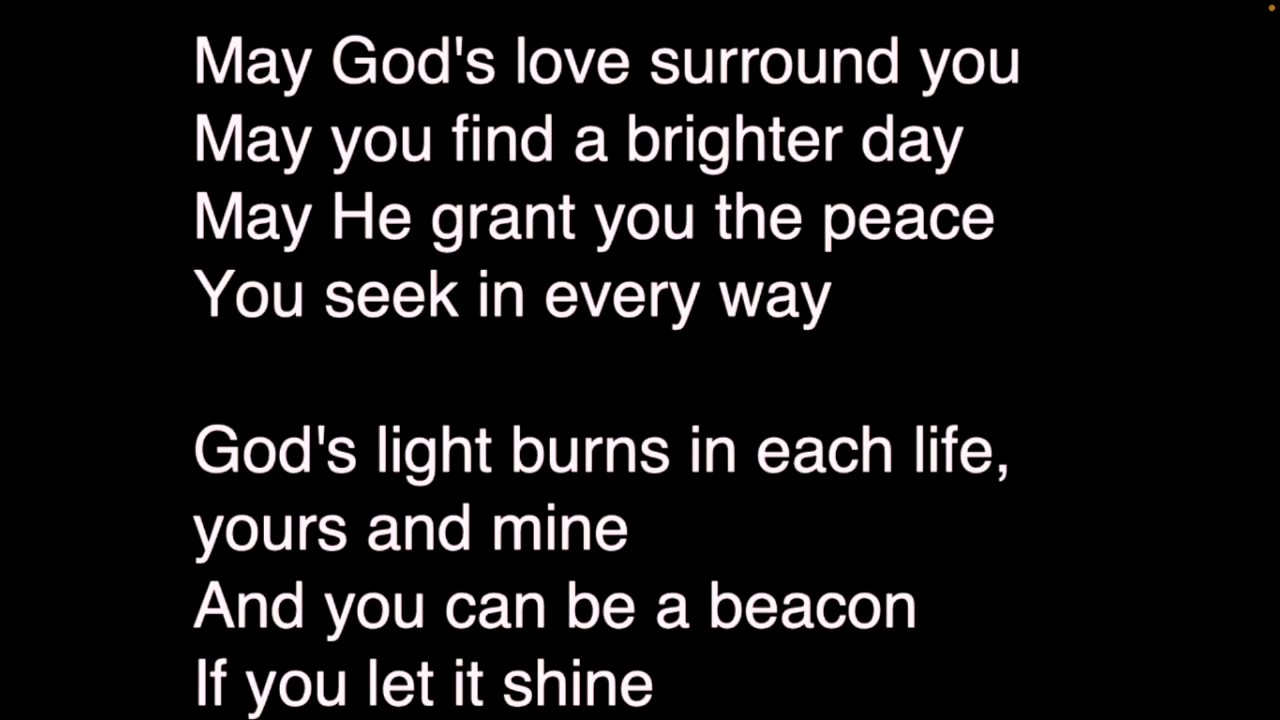 May God's love surround you
May you find a brighter day
May He grant you the peace
You seek in every way
God's light burns in each life,
yours and mine
And you can be a beacon
If you let it shine